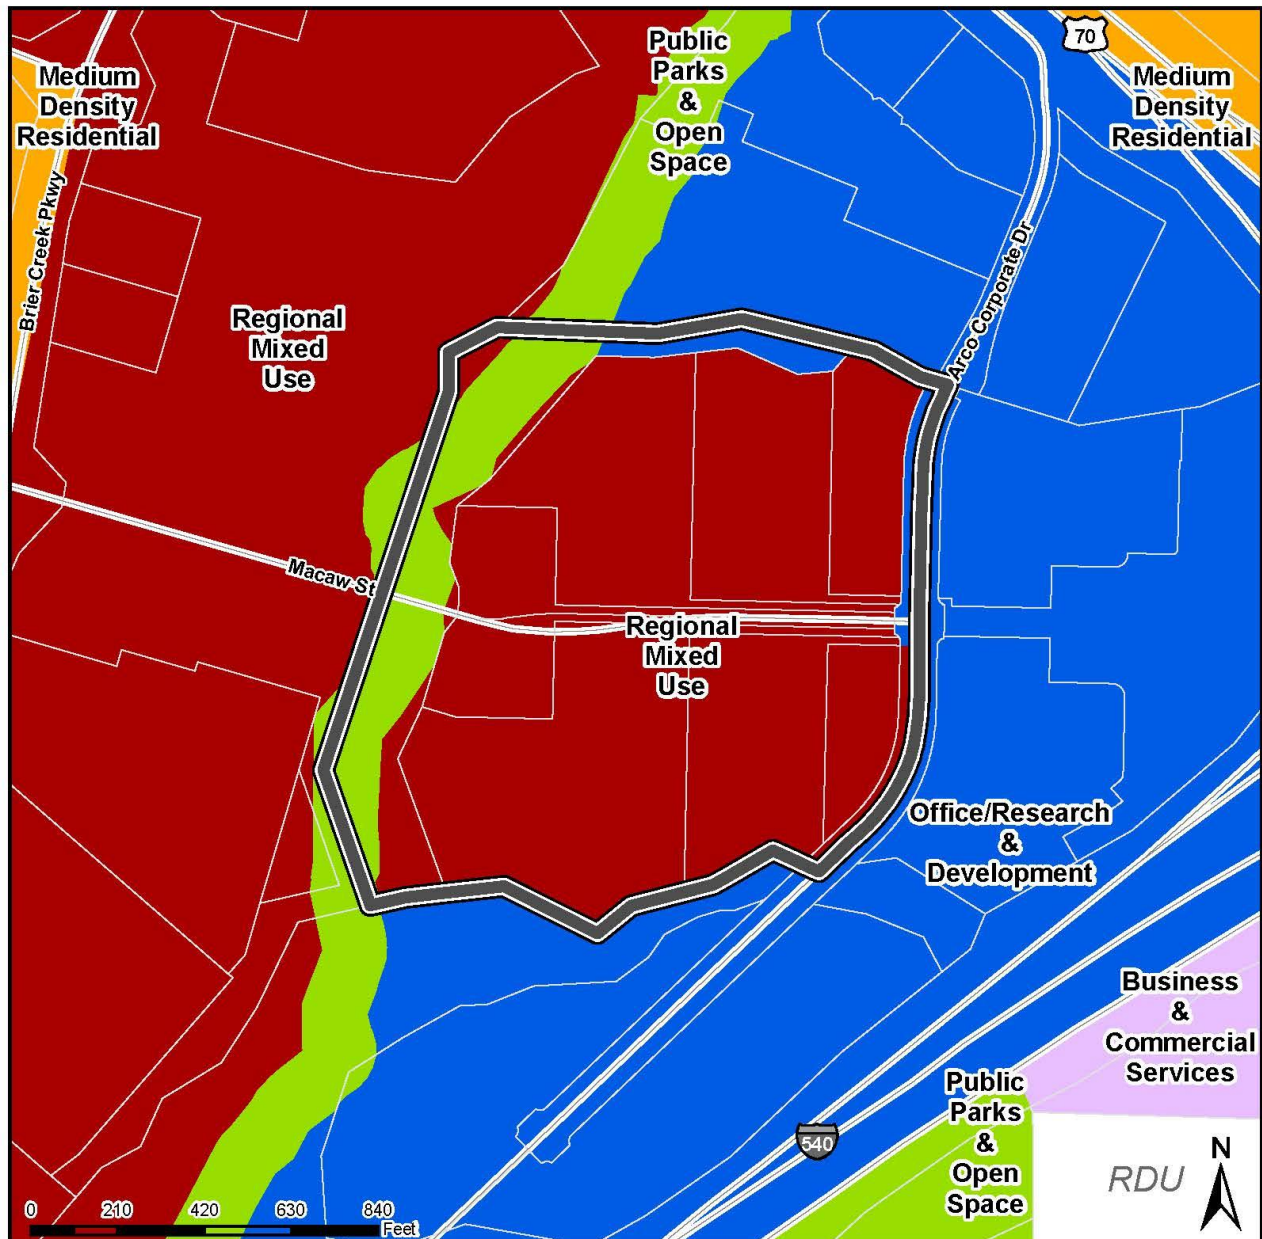 Public
Parks
&
Open
Space
70
Medium
Density
Residential
Medium
Density
Residential
Brier Creek Pkwy
Arco Corporate Dr
Regional
Mixed
Use
Macaw St
Regional
Mixed
Use
Office/Research
&
Development
Business
&
Commercial
Services
Public
Parks
&
Open
Space
540
RDU
N
0 210 420 630 840
Feet